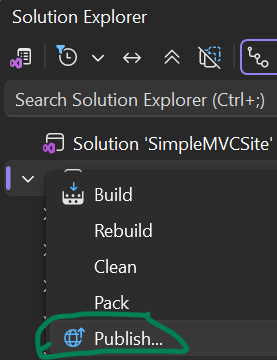 Solution Explorer
Search Solution Explorer (Ctrl+;)
Solution 'SimpleMVCSite'
Build
Rebuild
Clean
Pack
Publish...